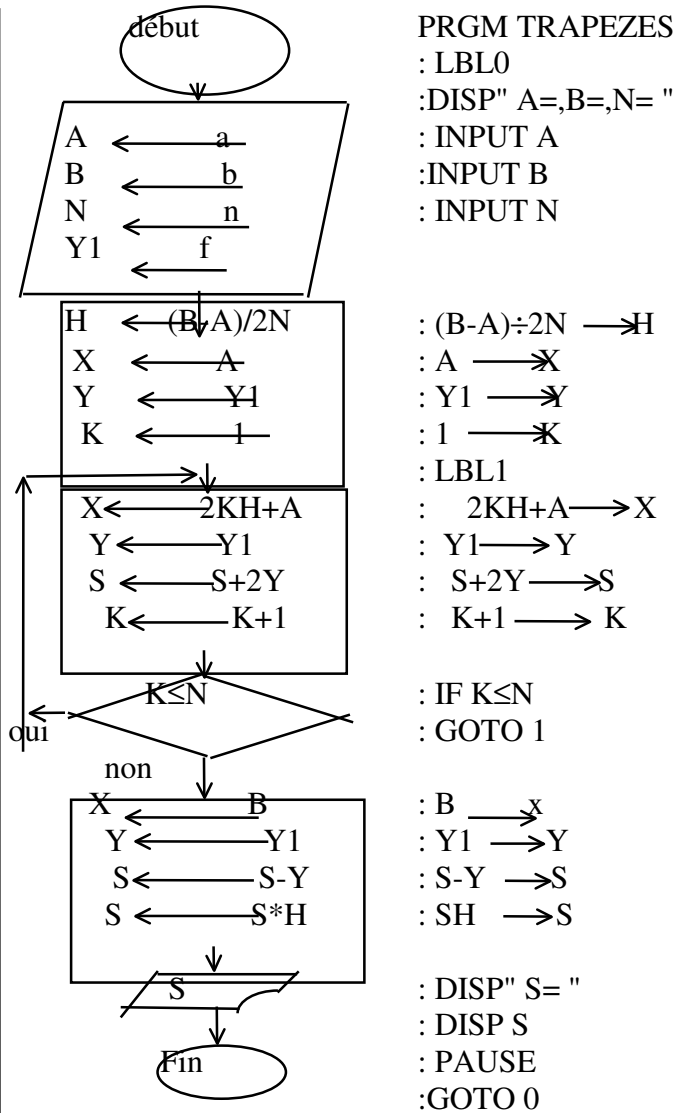 début PRGM TRAPEZES
: LBL0
:DISP" A=,B=,N= "
A ← a : INPUT A
B ← b :INPUT B
N ← n : INPUT N
Y1 ← f
H ← (B-A)/2N : (B-A)÷2N → H
X ← A : A → X
Y ← Y1 : Y1 → Y
K ← 1 : 1 → K
: LBL1
X ← 2KH+A : 2KH+A → X
Y ← Y1 : Y1 → Y
S ← S+2Y : S+2Y → S
K ← K+1 : K+1 → K
K≤N : IF K≤N
oui : GOTO 1
non
X ← B : B → x
Y ← Y1 : Y1 → Y
S ← S-Y : S-Y → S
S ← S*H : SH → S
S : DISP" S= "
: DISP S
Fin : PAUSE
:GOTO 0